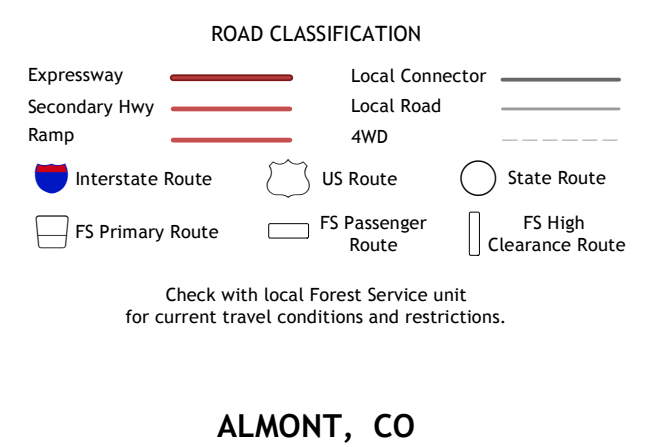 ROAD CLASSIFICATION
Expressway
Local Connector
Secondary Hwy
Local Road
Ramp
4WD
Interstate Route
US Route
State Route
FS Primary Route
FS Passenger
Route
FS High
Clearance Route
Check with local Forest Service unit
for current travel conditions and restrictions.
ALMONT, CO